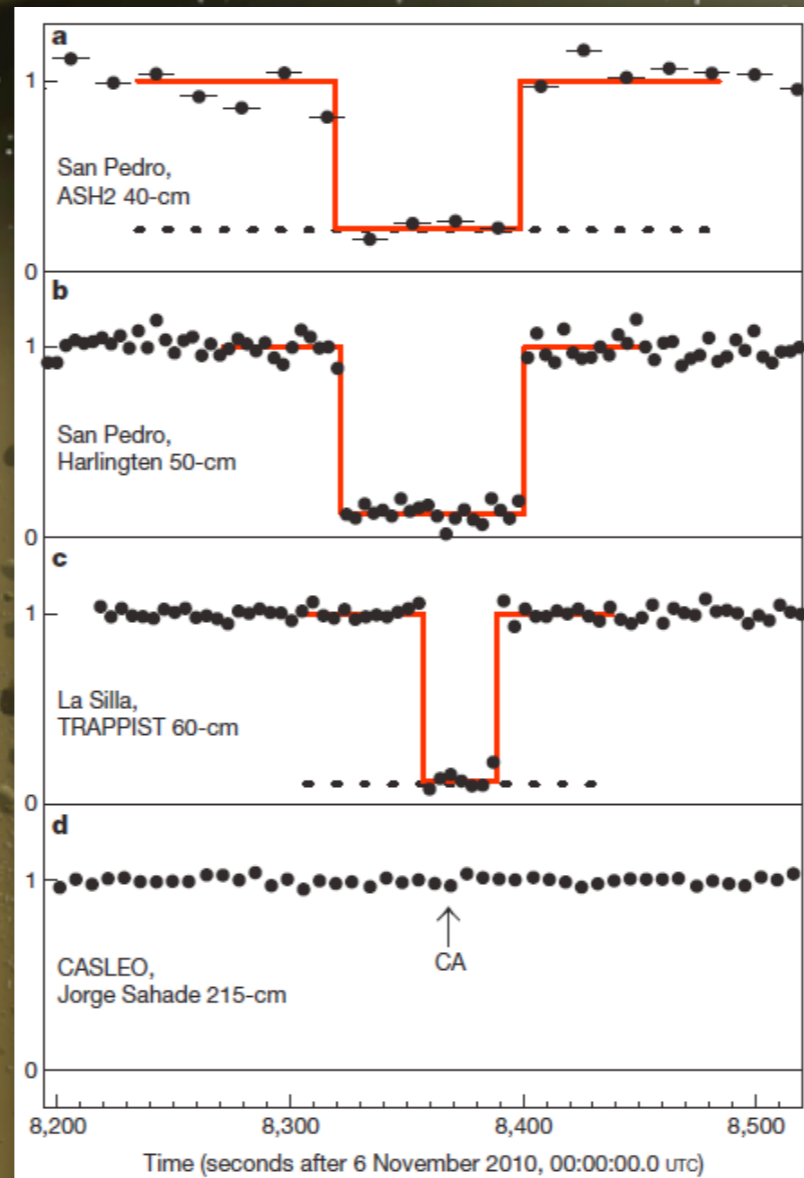 a
1
San Pedro,
ASH2 40-cm
0
b
1
San Pedro,
Harlington 50-cm
0
c
1
La Silla,
TRAPPIST 60-cm
0
d
1
CA
CASLEO,
Jorge Sahade 215-cm
0
8,200 8,300 8,400 8,500
Time (seconds after 6 November 2010, 00:00:00.0 UTC)